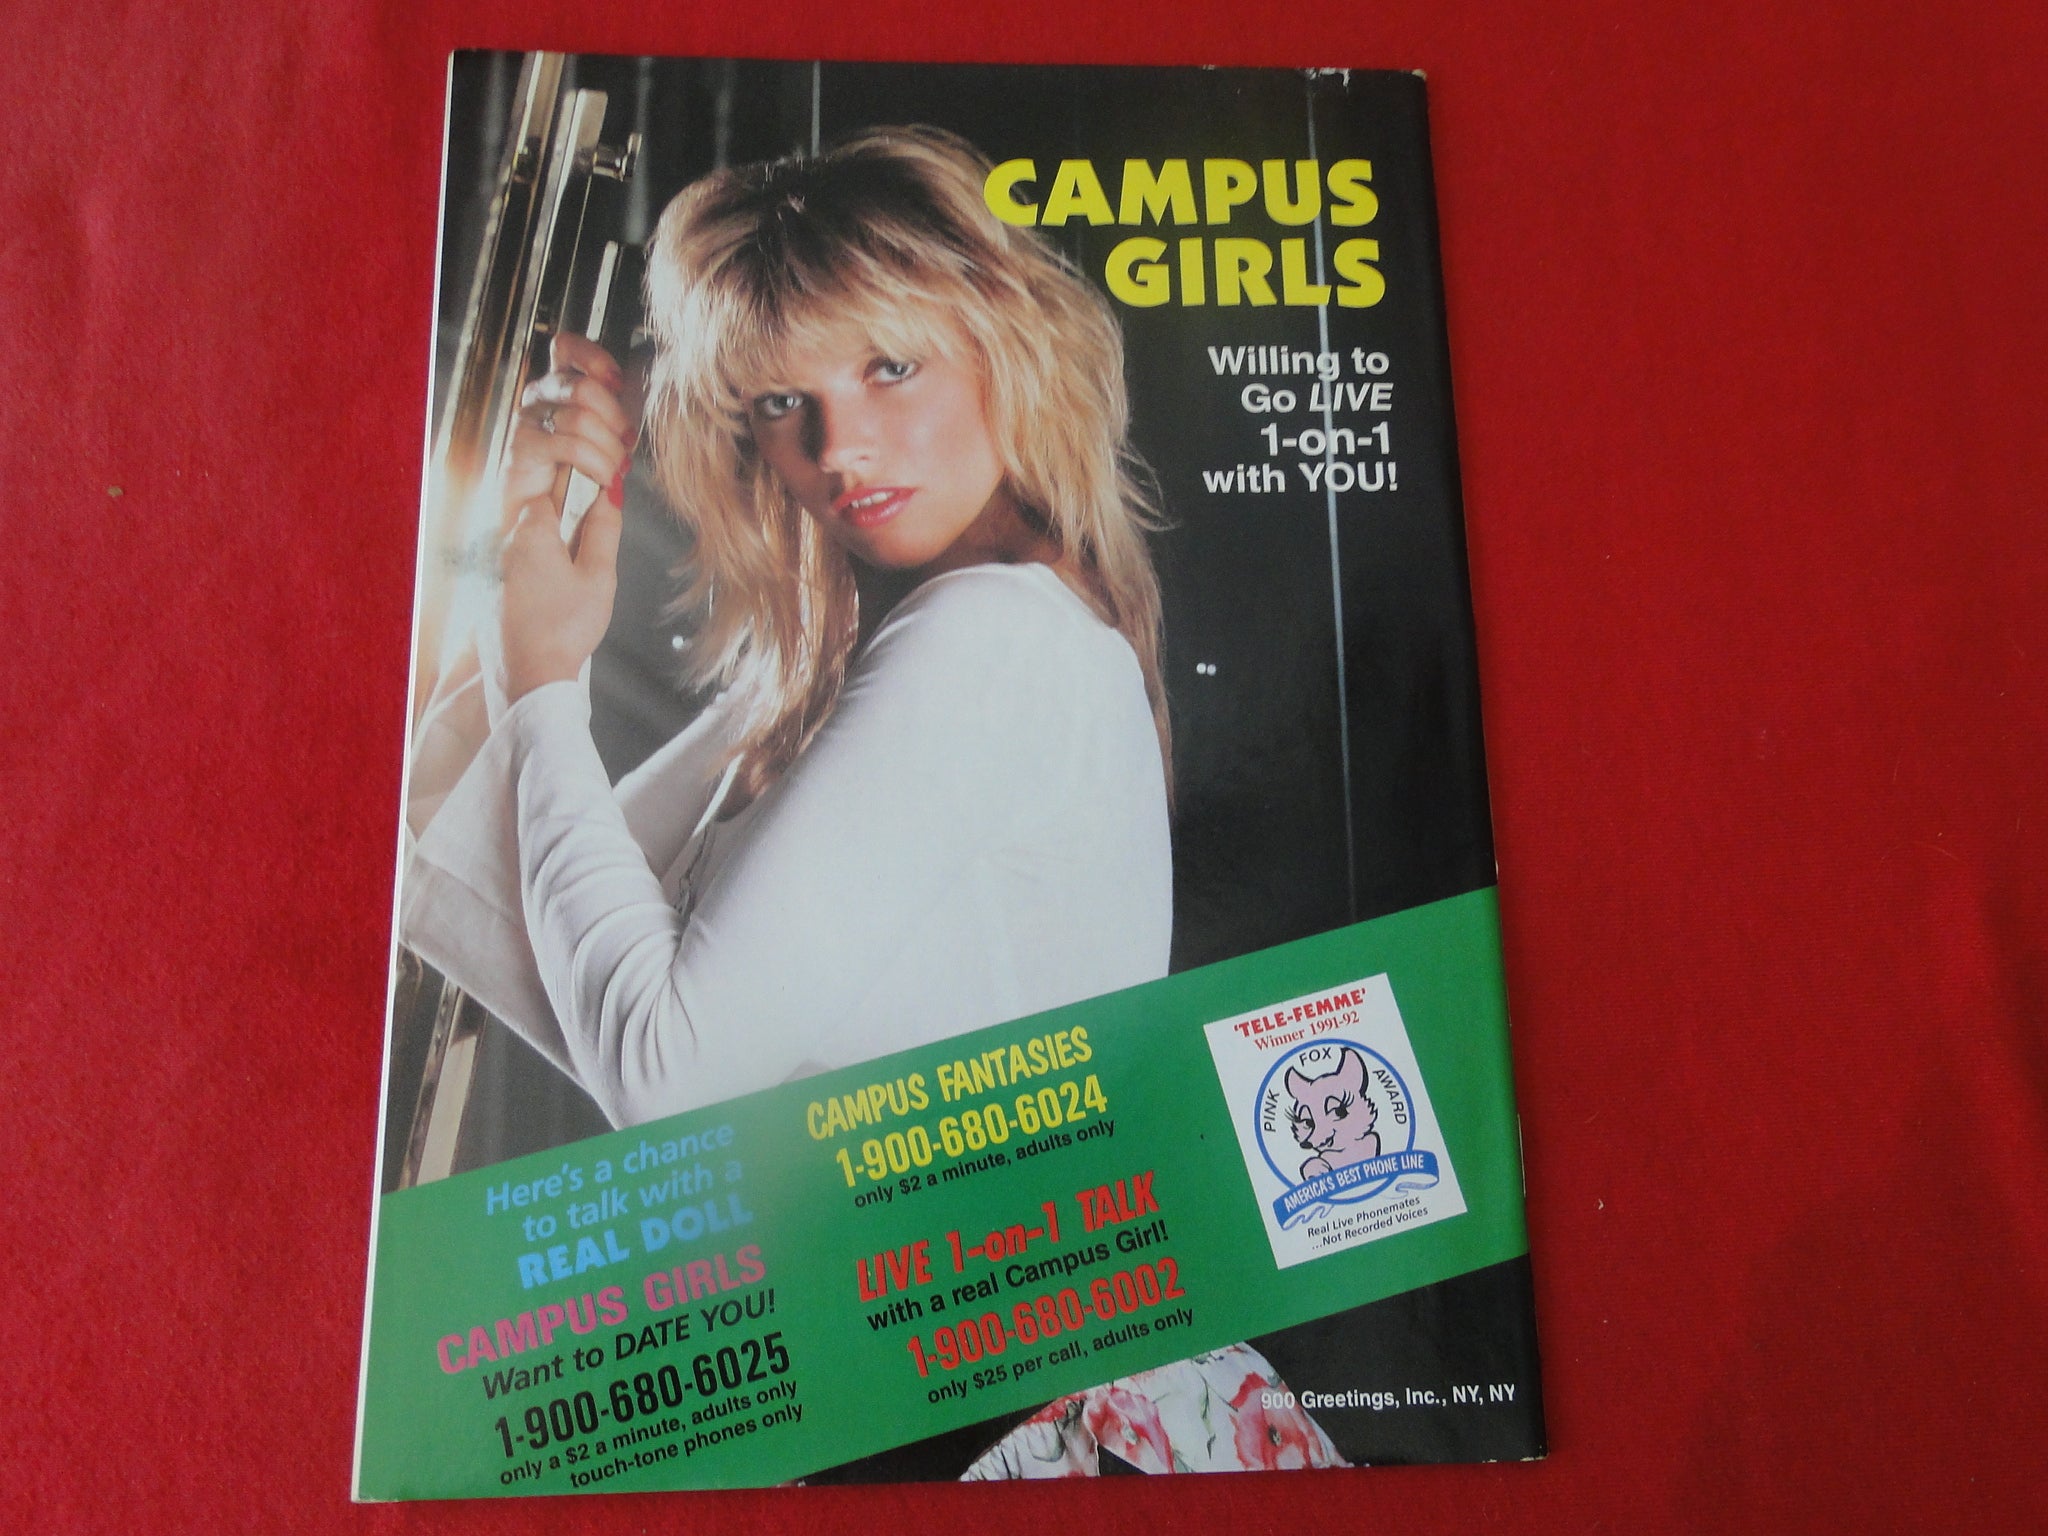 CAMPUS
GIRLS
Willing to
Go LIVE
1-on-1
with YOU!
Here's a chance
to talk with a
REAL DOLL
CAMPUS GIRLS
Want to DATE YOU!
1-900-680-6025
only a $2 a minute, adults only
touch-tone phones only
CAMPUS FANTASIES
1-900-680-6024
only $2 a minute, adults only
LIVE 1-on-1 TALK
with a real Campus Girl!
1-900-680-6002
only $25 per call, adults only
'TELE-FEMME'
Winner 1991-92
PINK FOX AWARD
AMERICA'S BEST PHONE LINE
Real Live Phonemates
...Not Recorded Voices
900 Greetings, Inc., NY, NY